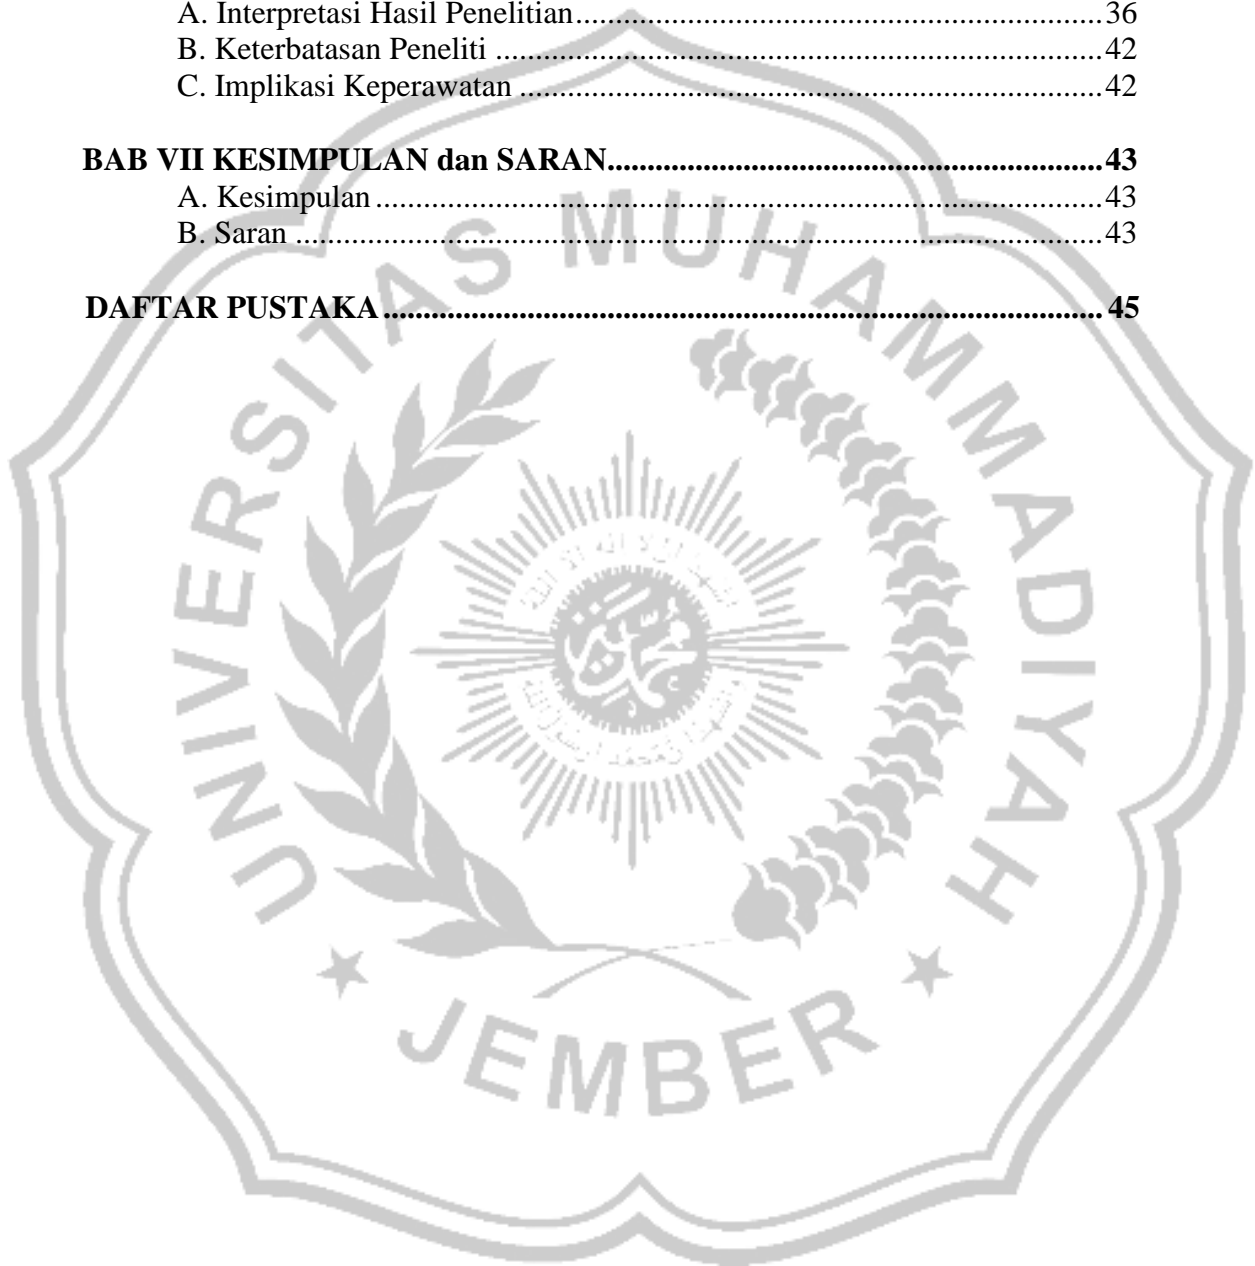 A. Interpretasi Hasil Penelitian..................................................................36
B. Keterbatasan Peneliti ............................................................................42
C. Implikasi Keperawatan .........................................................................42
BAB VII KESIMPULAN dan SARAN..............................................................43
A. Kesimpulan ...........................................................................................43
B. Saran .....................................................................................................43
DAFTAR PUSTAKA.......................................................................................... 45
UNIVERSITAS MUHAMMADIYAH
JEMBER